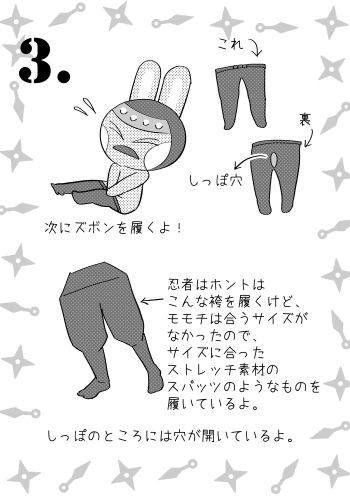 3.
これ
裏
しっぽ穴
次にズボンを履くよ！
忍者はホントは
こんな袴を履くけど、
モモチは合うサイズが
なかったので、
サイズに合った
ストレッチ素材の
スパッツのようなものを
履いているよ。
しっぽのところには穴が開いているよ。